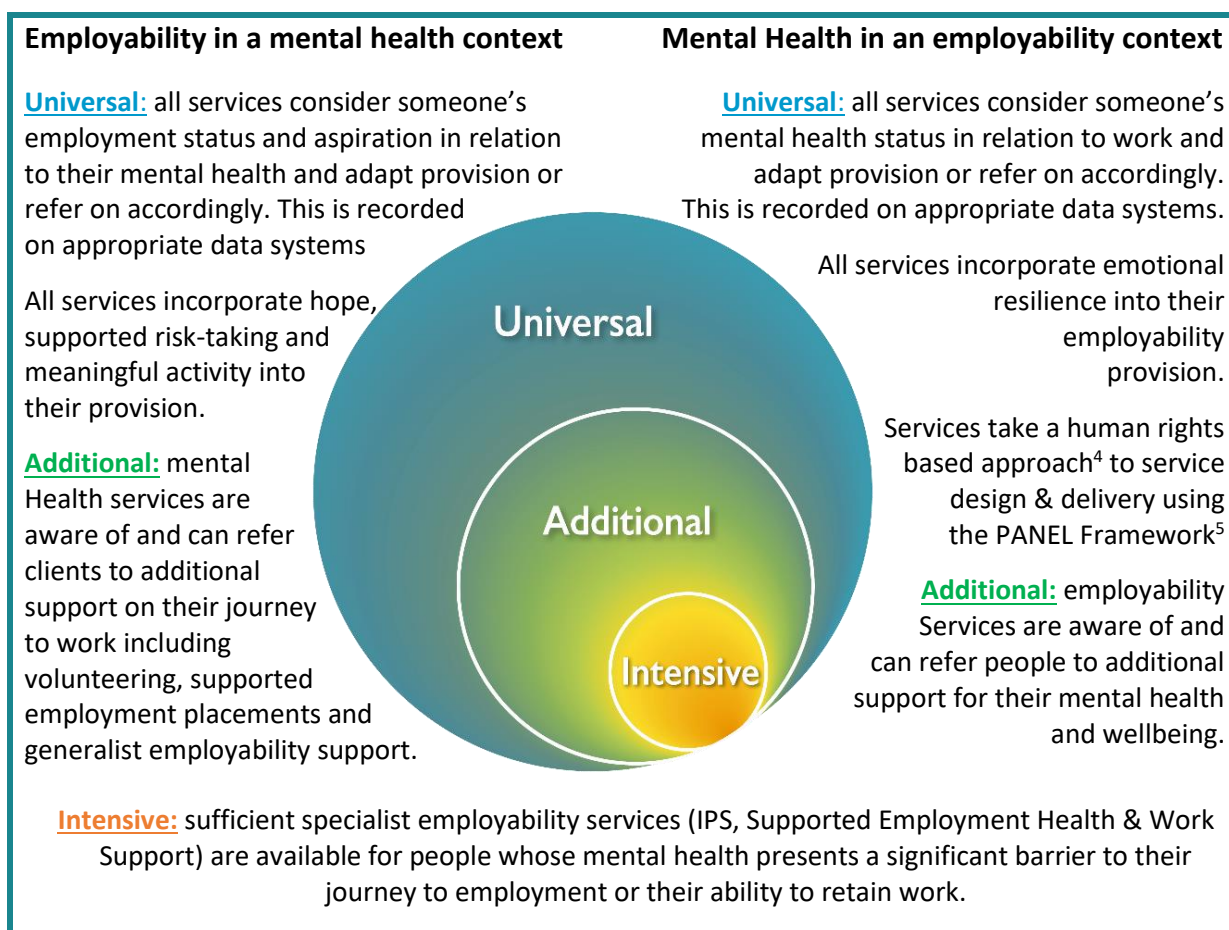 Employability in a mental health context
Universal: all services consider someone's
employment status and aspiration in relation
to their mental health and adapt provision or
refer on accordingly. This is recorded
on appropriate data systems
All services incorporate hope,
supported risk-taking and
meaningful activity into
their provision.
Additional: mental
Health services are
aware of and can refer
clients to additional
support on their journey
to work including
volunteering, supported
employment placements and
generalist employability support.
Universal
Additional
Intensive
Mental Health in an employability context
Universal: all services consider someone's
mental health status in relation to work and
adapt provision or refer on accordingly.
This is recorded on appropriate data systems.
All services incorporate emotional
resilience into their
employability
provision.
Services take a human rights
based approach⁴ to service
design & delivery using
the PANEL Framework⁵
Additional: employability
Services are aware of and
can refer people to additional
support for their mental health
and wellbeing.
Intensive: sufficient specialist employability services (IPS, Supported Employment Health & Work
Support) are available for people whose mental health presents a significant barrier to their
journey to employment or their ability to retain work.